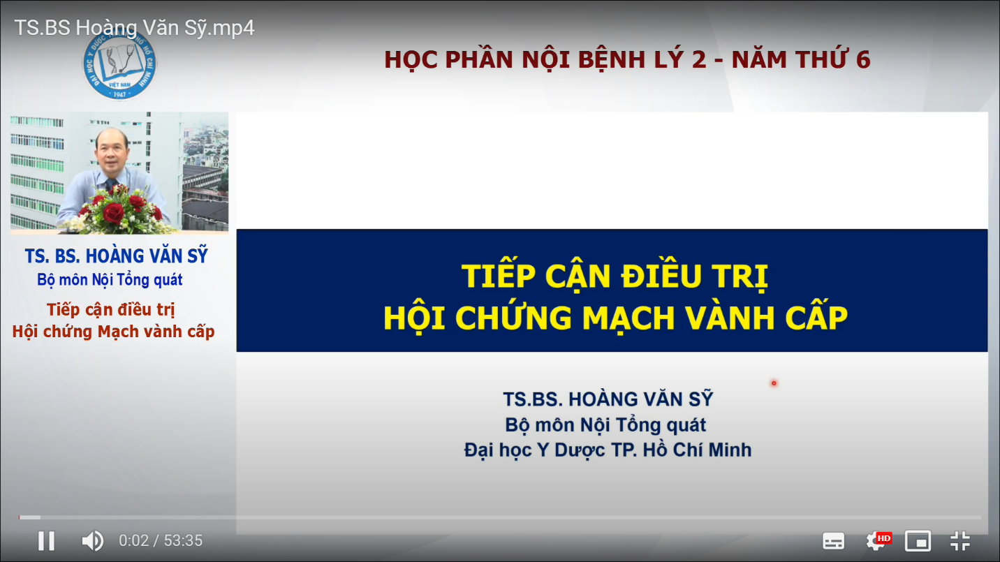 TS.BS Hoàng Văn Sỹ.mp4
ĐẠI HỌC Y DƯỢC THÀNH PHỐ HỒ CHÍ MINH
VIỆT NAM
1947
HỌC PHẦN NỘI BỆNH LÝ 2 - NĂM THỨ 6
TS. BS. HOÀNG VĂN SỸ
Bộ môn Nội Tổng quát
Tiếp cận điều trị
Hội chứng Mạch vành cấp
TIẾP CẬN ĐIỀU TRỊ
HỘI CHỨNG MẠCH VÀNH CẤP
TS.BS. HOÀNG VĂN SỸ
Bộ môn Nội Tổng quát
Đại học Y Dược TP. Hồ Chí Minh
0:02 / 53:35
HD